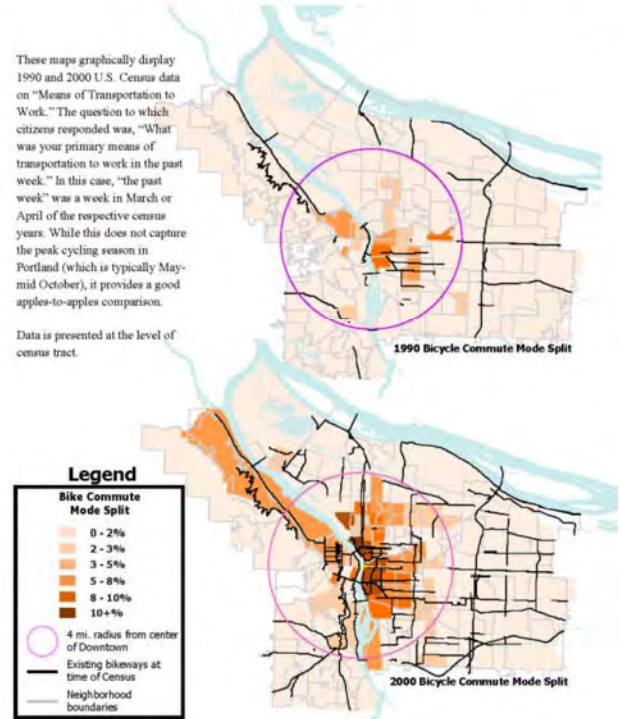 These maps graphically display
1990 and 2000 U.S. Census data
on “Means of Transportation to
Work.” The question to which
citizens responded was, “What
was your primary means of
transportation to work in the past
week.” In this case, “the past
week” was a week in March or
April of the respective census
years. While this does not capture
the peak cycling season in
Portland (which is typically May-
mid October), it provides a good
apples-to-apples comparison.
Data is presented at the level of
census tract.
1990 Bicycle Commute Mode Split
Legend
Bike Commute
Mode Split
0 - 2%
2 - 3%
3 - 5%
5 - 8%
8 - 10%
10+%
4 mi. radius from center
of Downtown
Existing bikeways at
time of Census
Neighborhood
boundaries
2000 Bicycle Commute Mode Split